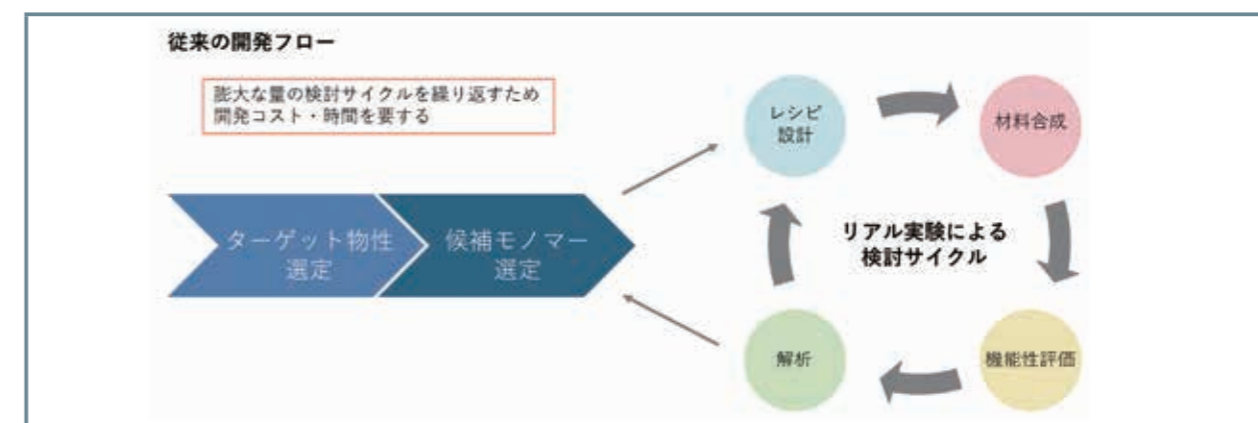 従来の開発フロー
膨大な量の検討サイクルを繰り返すため
開発コスト・時間を要する
ターゲット物性
選定
候補モノマー
選定
レシピ
設計
材料合成
リアル実験による
検討サイクル
解析
機能性評価